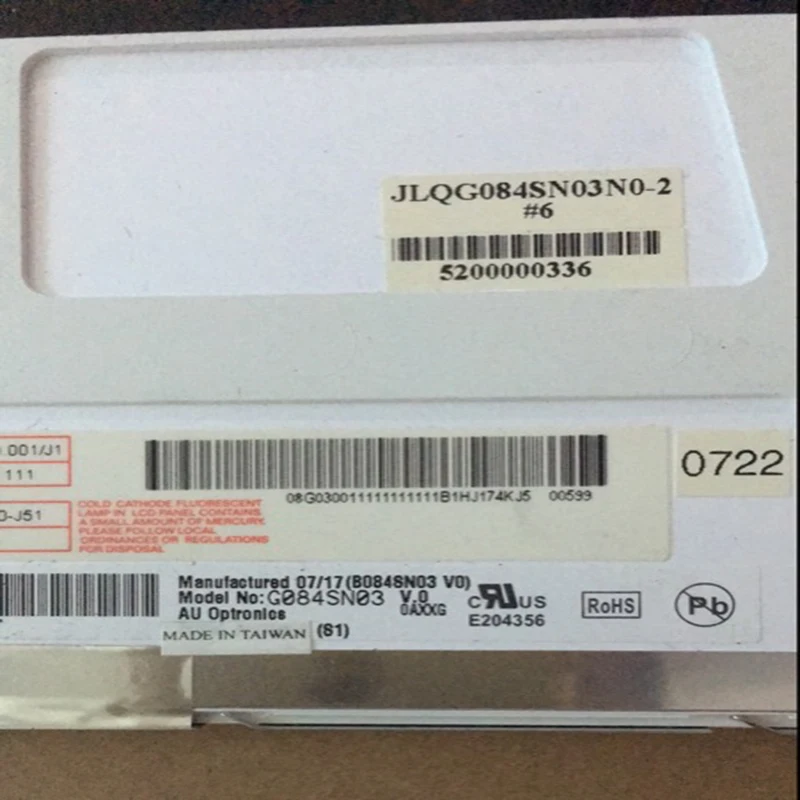 JLQG084SN03N0-2
#6
5200000336
001/J1
111
0-J51
08G030011111111111B1HJ174KJ5 00599
0722
COLD CATHODE FLUORESCENT
LAMP IN LCD PANEL CONTAINS
A SMALL AMOUNT OF MERCURY,
PLEASE FOLLOW LOCAL
ORDINANCES OR REGULATIONS
FOR DISPOSAL
Manufactured 07/17(B084SN03 V0)
Model No:G084SN03 V.0
0AXXG
AU Optronics
MADE IN TAIWAN (S1)
c RU US
E204356
RoHS
Pb